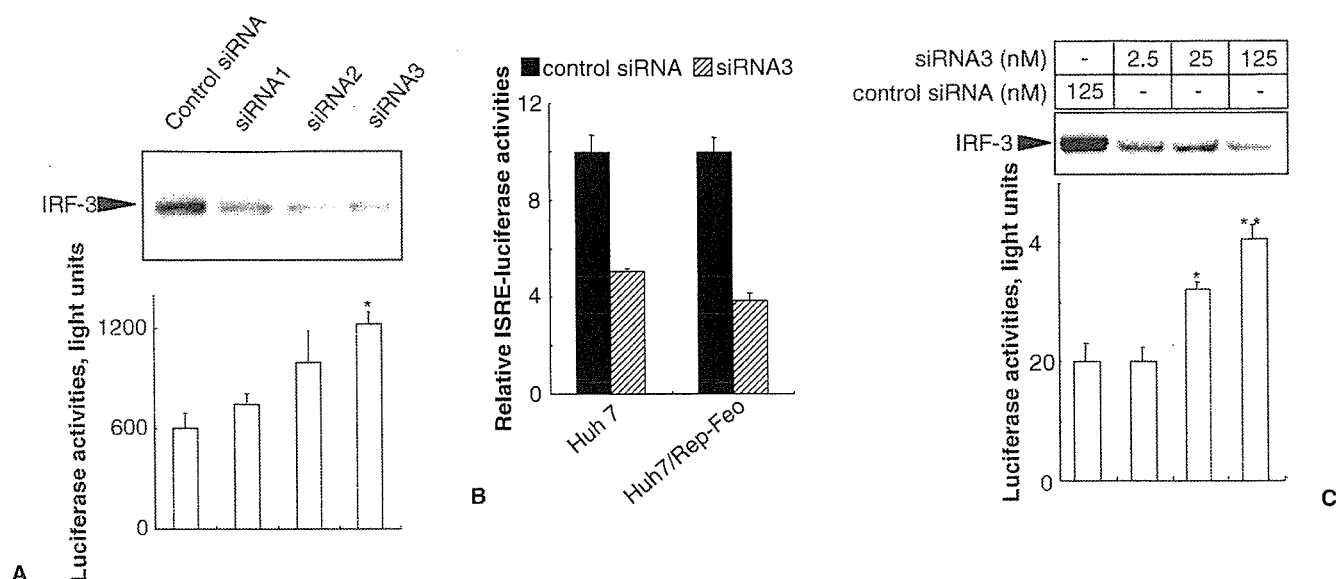 Control siRNA
siRNA1
siRNA2
siRNA3
IRF-3
Luciferase activities, light units
1200
*
600
0
A
control siRNA siRNA3
Relative ISRE-luciferase activities
12
8
4
0
Huh 7
Huh7/Rep-Feo
B
siRNA3 (nM) - 2.5 25 125
control siRNA (nM) 125 - - -
IRF-3
Luciferase activities, light units
4
* *
*
20
0
C